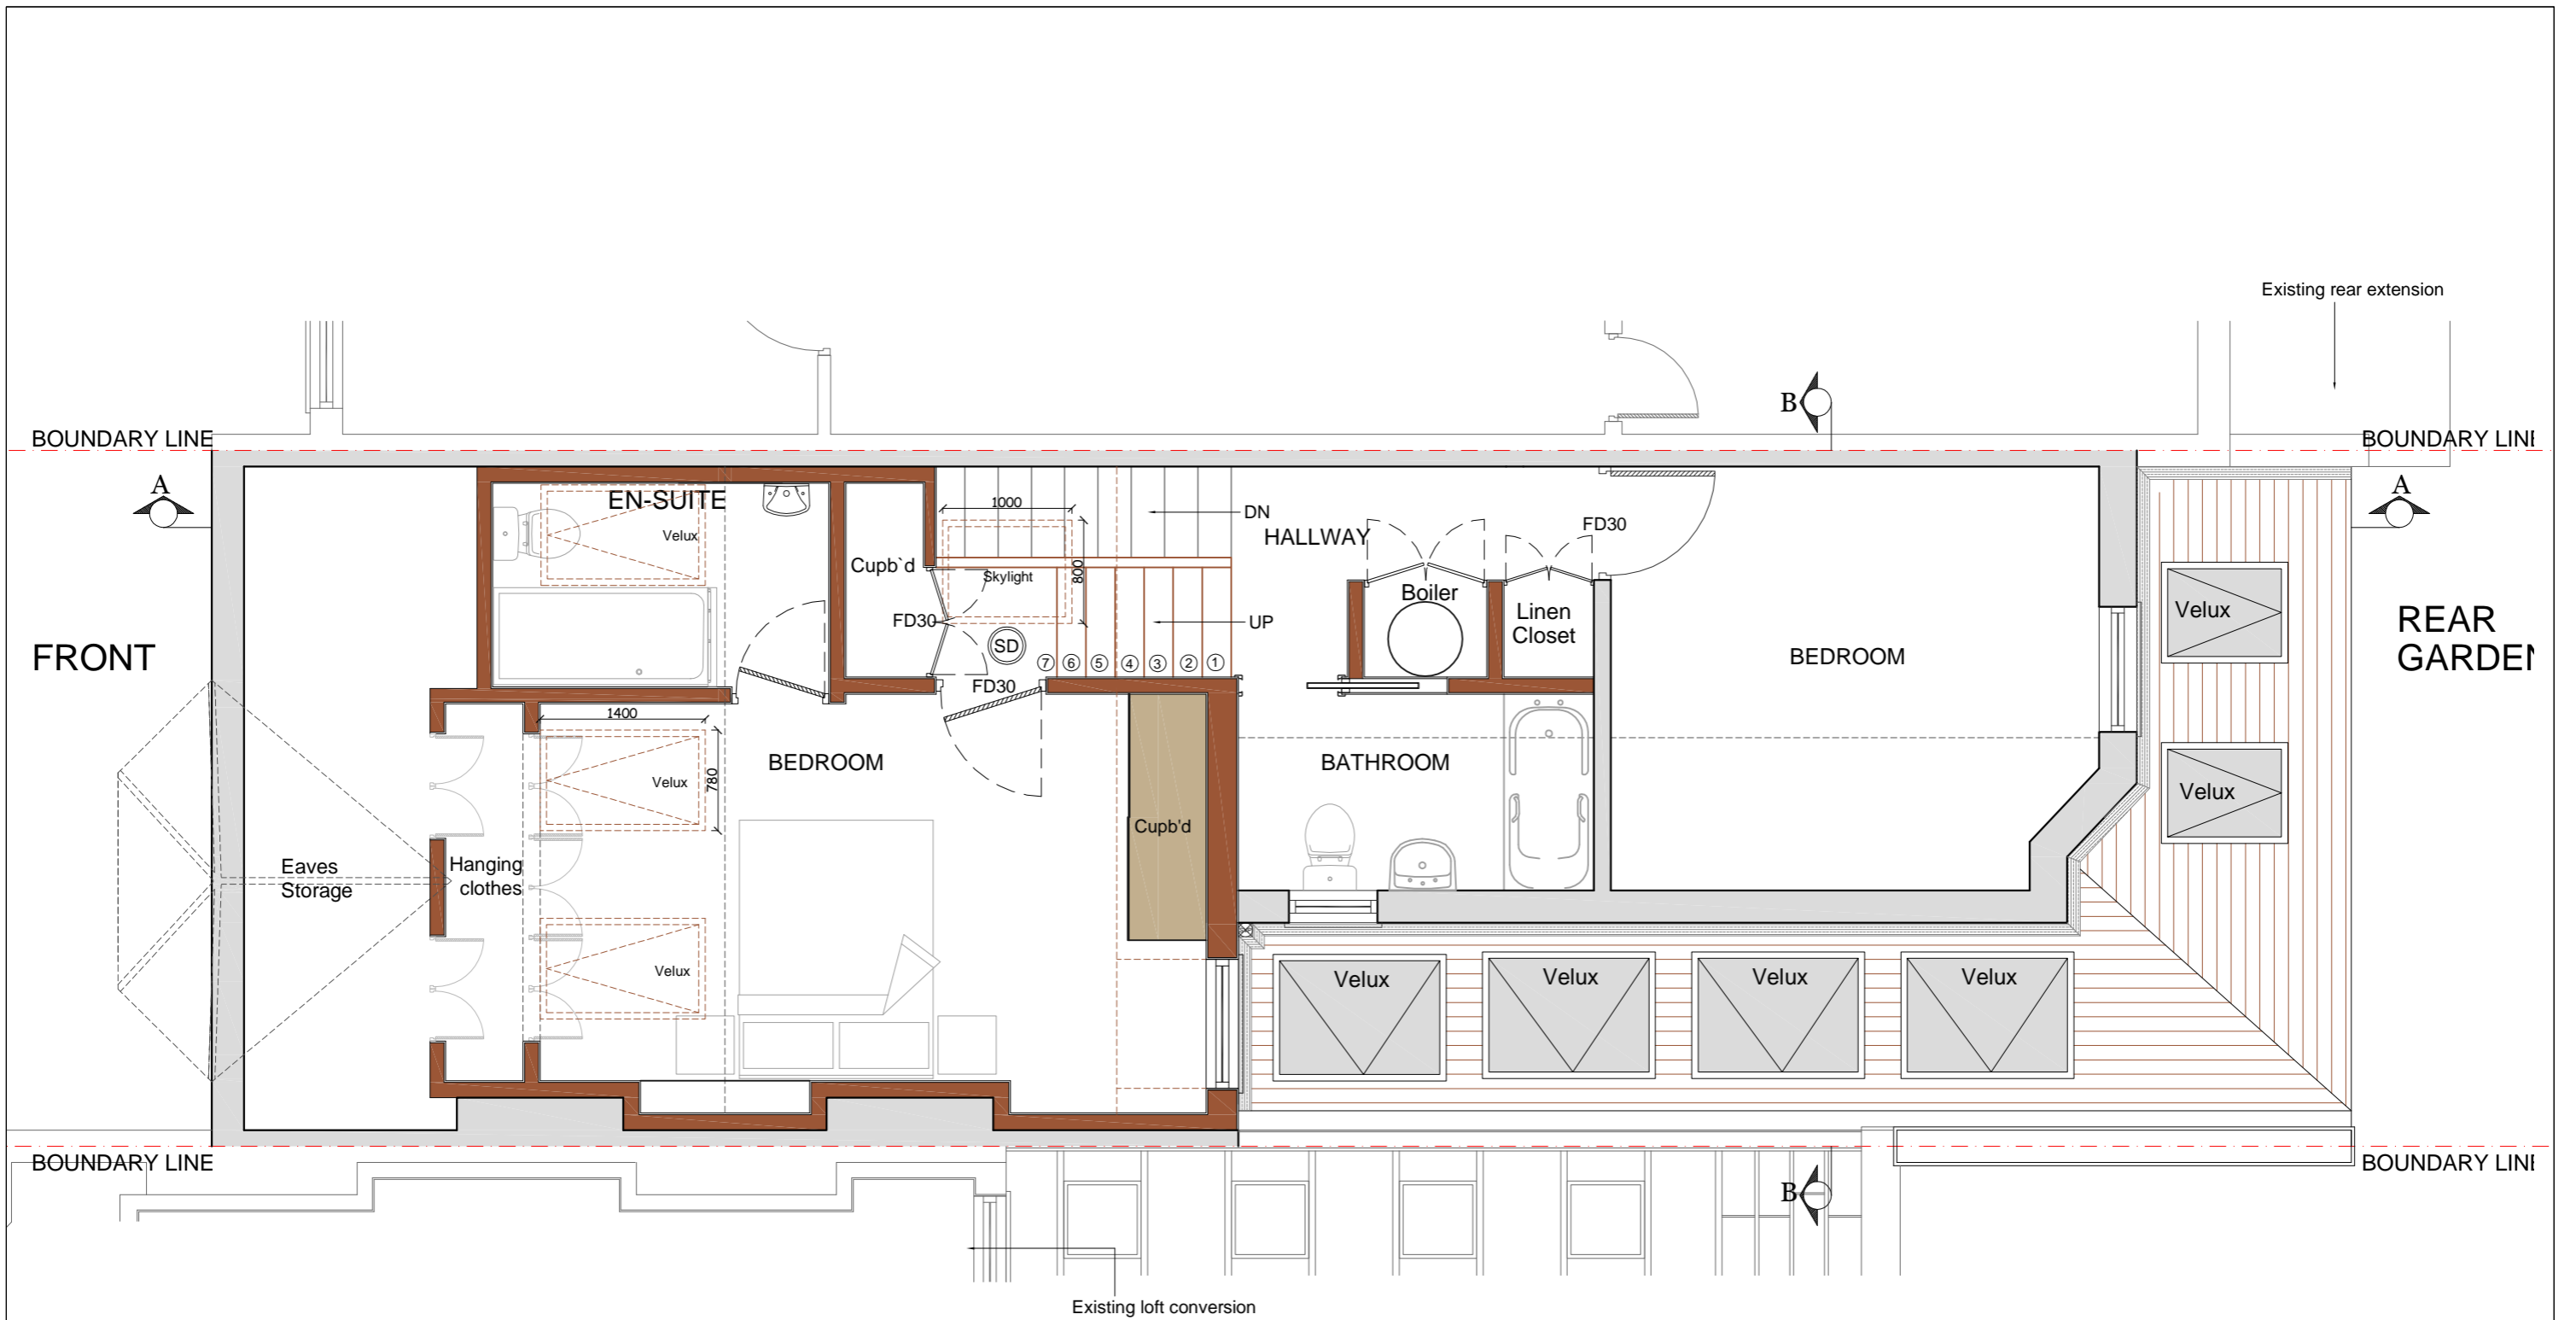 Existing rear extension
B
BOUNDARY LINE
BOUNDARY LINE
A
A
EN-SUITE
Velux
1000
DN
HALLWAY
FD30
Cupb`d
Skylight
800
Boiler
Linen
Closet
Velux
FD30
UP
SD
FRONT
REAR
GARDEN
7
6
5
4
3
2
1
BEDROOM
FD30
1400
BEDROOM
BATHROOM
Velux
780
Velux
Cupb'd
Eaves
Storage
Hanging
clothes
Velux
Velux
Velux
Velux
Velux
BOUNDARY LINE
BOUNDARY LINE
B
Existing loft conversion